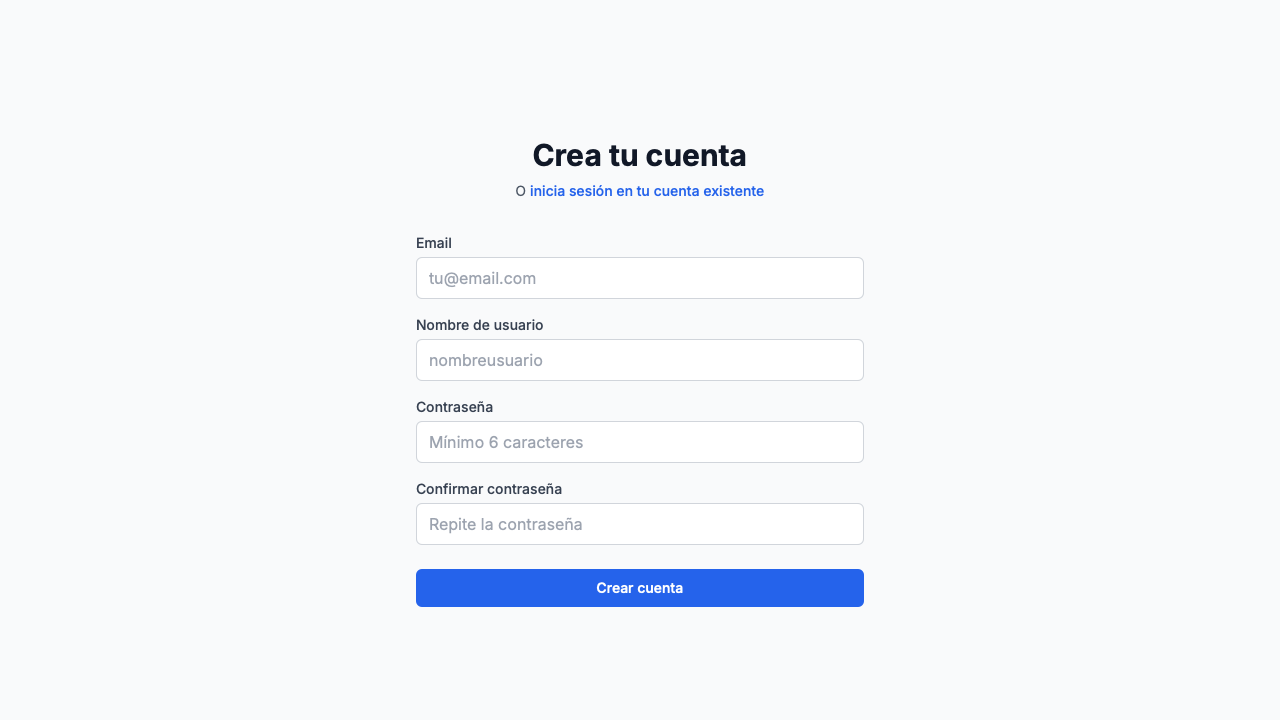 Crea tu cuenta
O inicia sesión en tu cuenta existente
Email
tu@email.com
Nombre de usuario
nombreusuario
Contraseña
Mínimo 6 caracteres
Confirmar contraseña
Repite la contraseña
Crear cuenta